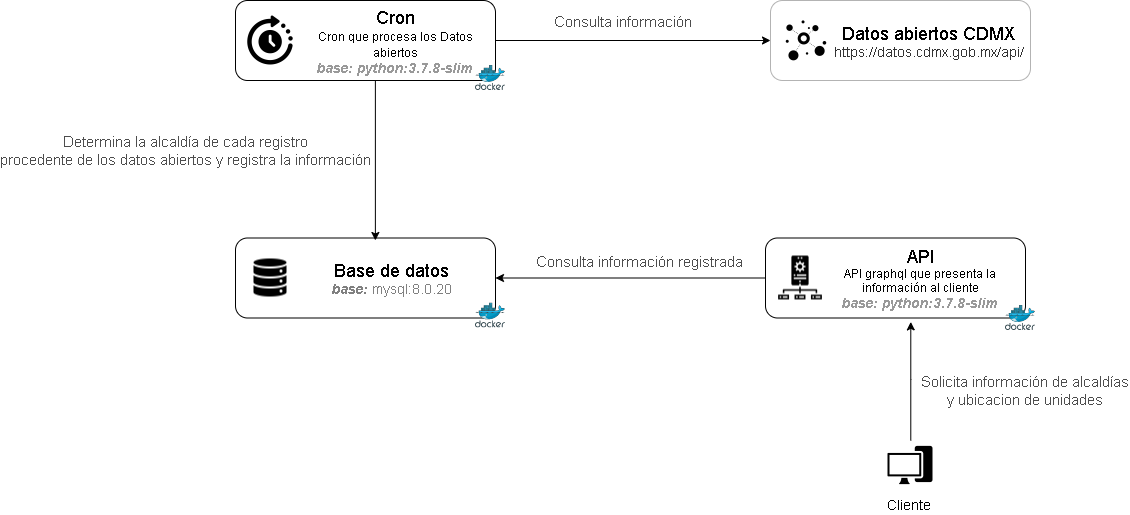 Cron
Cron que procesa los Datos
abiertos
base: python:3.7.8-slim
docker
Consulta información
Datos abiertos CDMX
https://datos.cdmx.gob.mx/api/
Determina la alcaldía de cada registro
procedente de los datos abiertos y registra la información
Base de datos
base: mysql:8.0.20
docker
Consulta información registrada
API
API graphql que presenta la
información al cliente
base: python:3.7.8-slim
docker
Solicita información de alcaldías
y ubicacion de unidades
Cliente